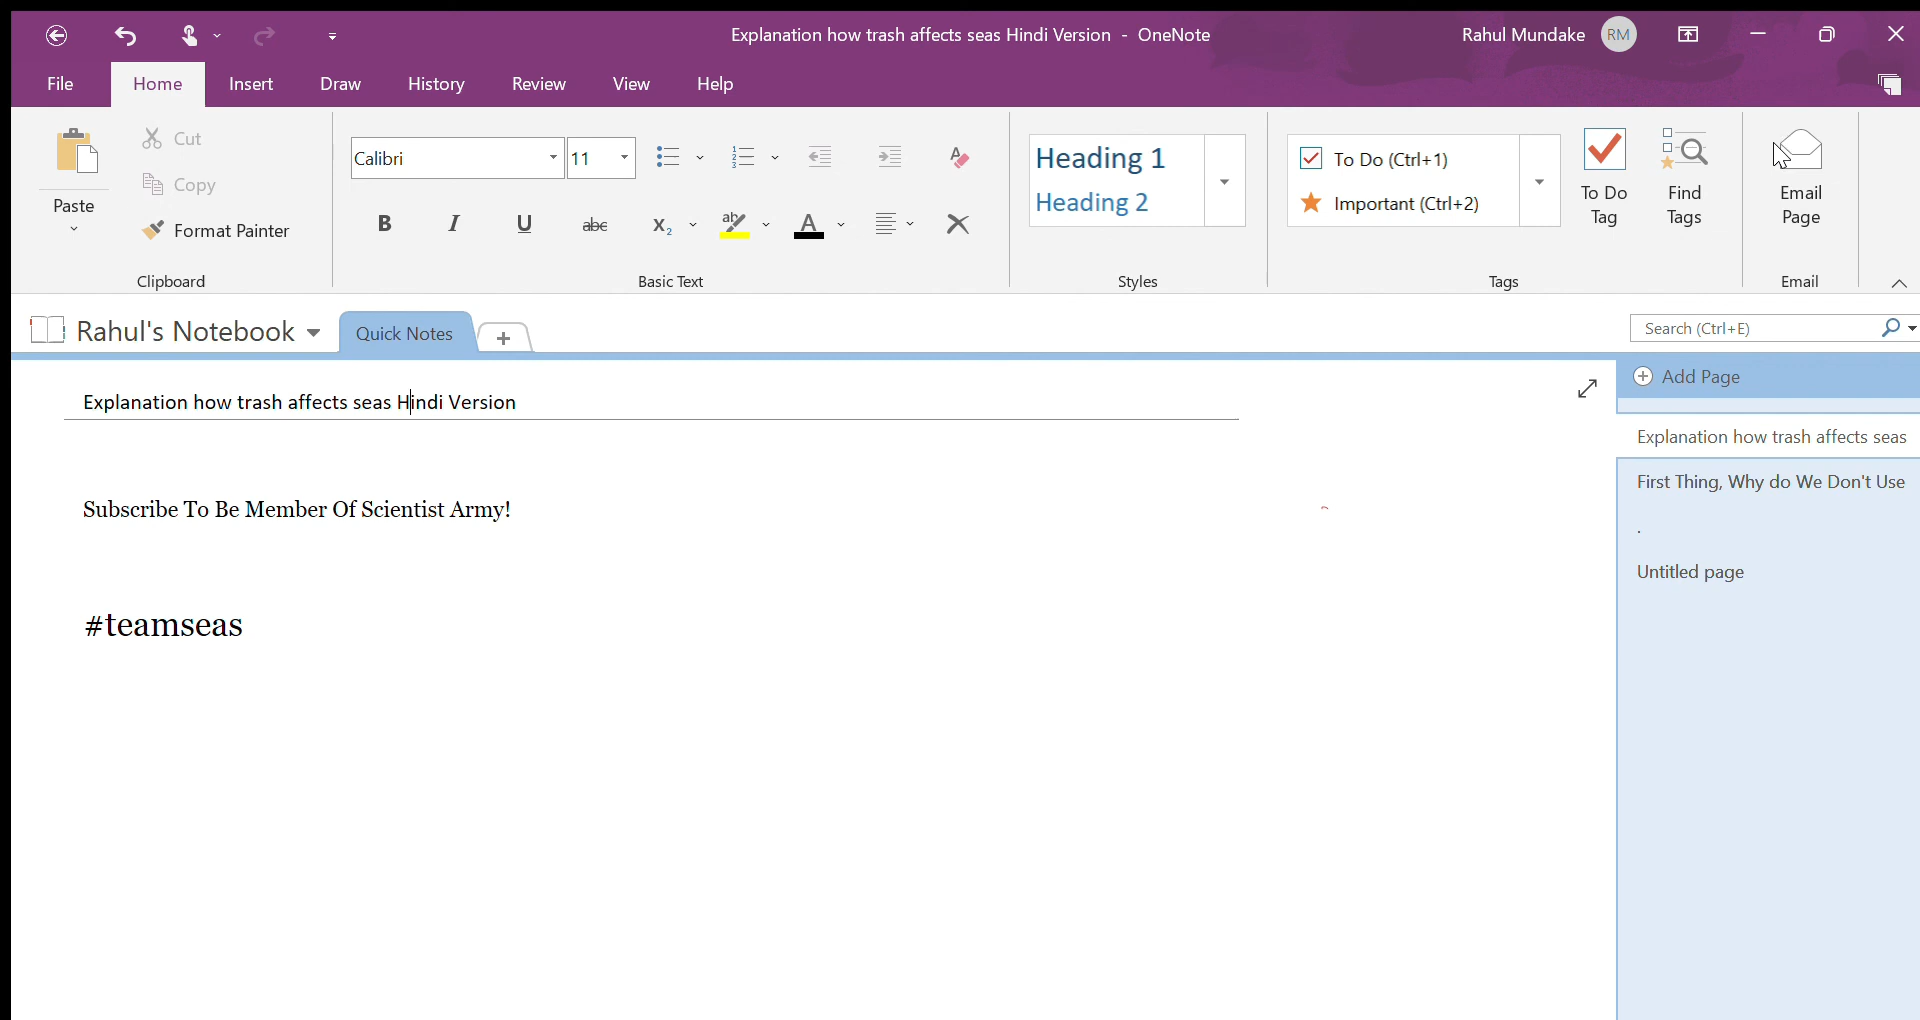 Explanation how trash affects seas Hindi Version - OneNote
Rahul Mundake RM
File Home Insert Draw History Review View Help
Paste
Cut
Copy
Format Painter
Clipboard
Calibri 11
B I U abc X₂ ab A
Basic Text
Heading 1
Heading 2
Styles
To Do (Ctrl+1)
Important (Ctrl+2)
To Do
Tag
Find
Tags
Tags
Email
Page
Email
Rahul's Notebook
Quick Notes
+
Search (Ctrl+E)
Explanation how trash affects seas Hindi Version
Subscribe To Be Member Of Scientist Army!
#teamseas
Add Page
Explanation how trash affects seas
First Thing, Why do We Don't Use
.
Untitled page